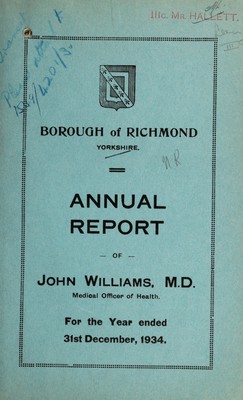 IIIc. Mr. HALLETT.
BOROUGH of RICHMOND
YORKSHIRE.
N.R
ANNUAL
REPORT
— OF —
JOHN WILLIAMS, M.D.
Medical Officer of Health.
For the Year ended
31st December, 1934.